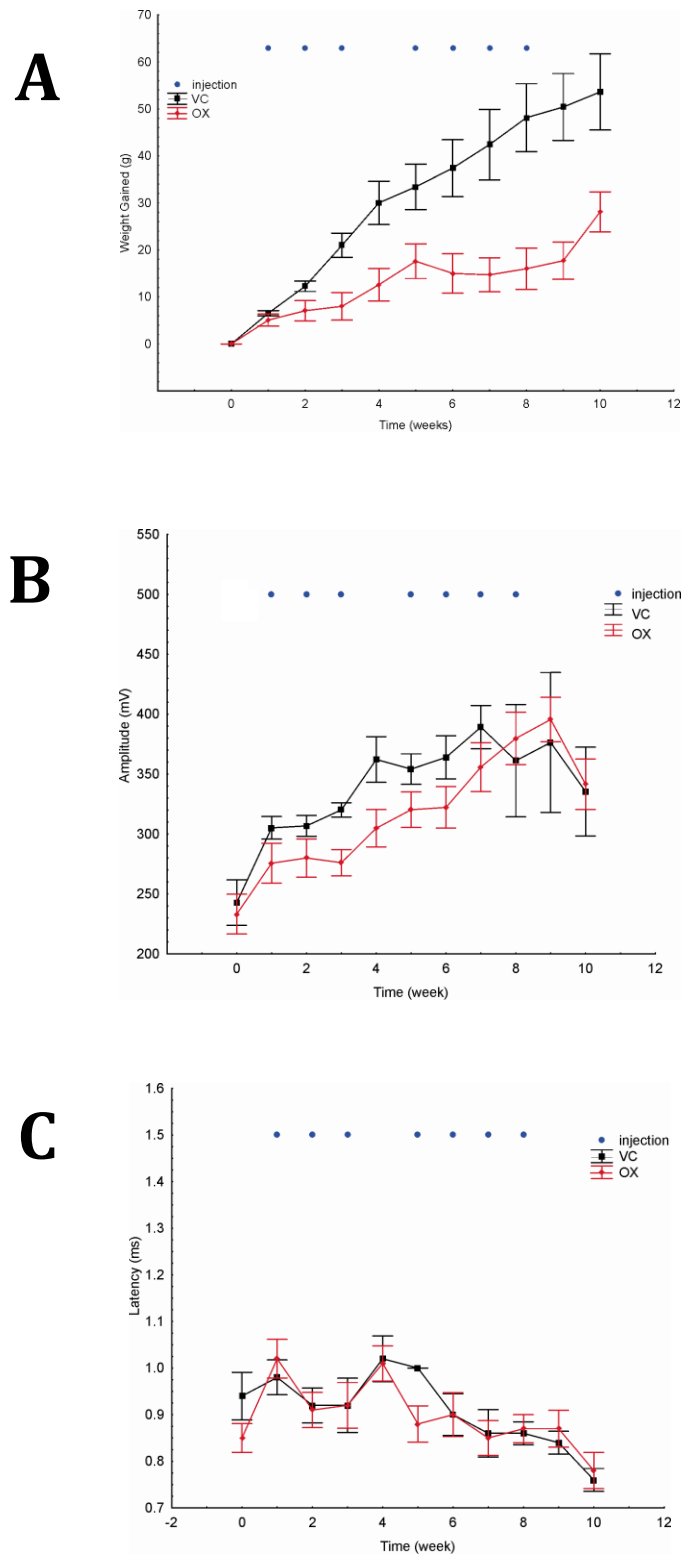 A
70
60
50
40
30
20
10
0
Weight Gained (g)
injection
VC
OX
0 2 4 6 8 10 12
Time (weeks)
B
550
500
450
400
350
300
250
200
Amplitude (mV)
injection
VC
OX
0 2 4 6 8 10 12
Time (week)
C
1.6
1.5
1.4
1.3
1.2
1.1
1.0
0.9
0.8
0.7
Latency (ms)
injection
VC
OX
-2 0 2 4 6 8 10 12
Time (week)